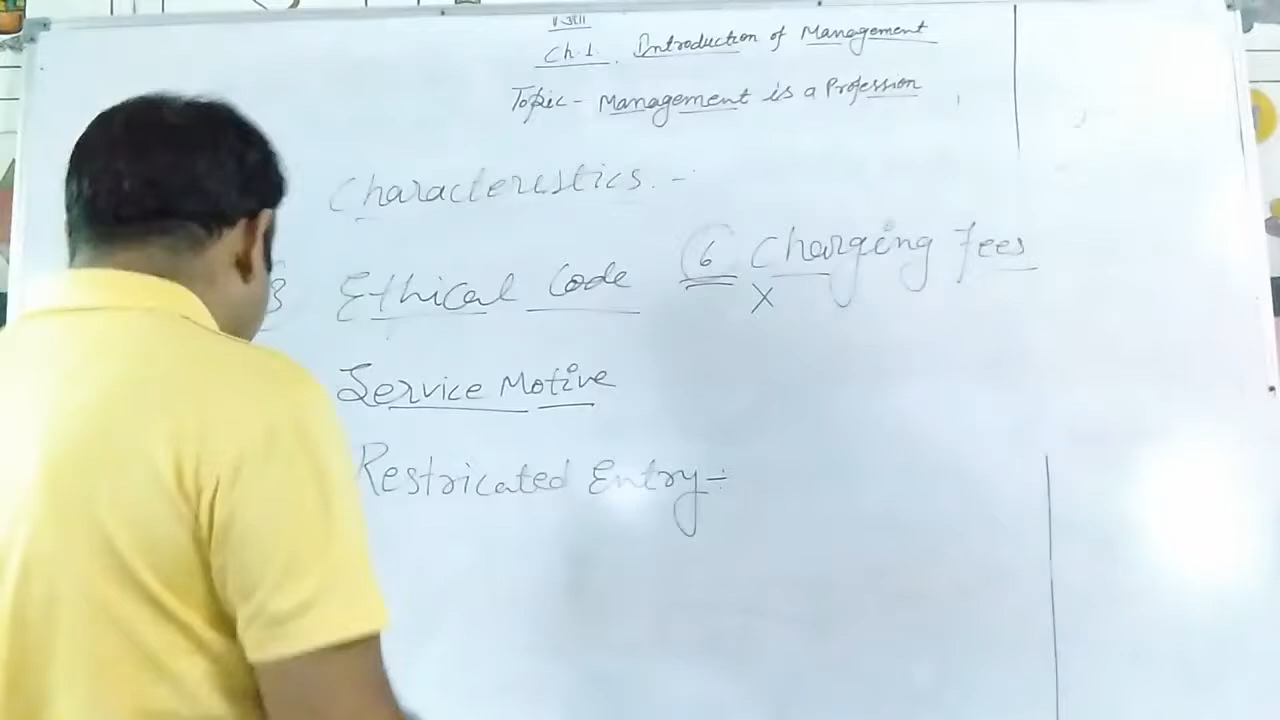 Ch.1. Introduction of Management
Topic - Management is a Profession
Characteristics. -
3 Ethical Code
6 Charging Fees
X
Service Motive
Restricated Entry -